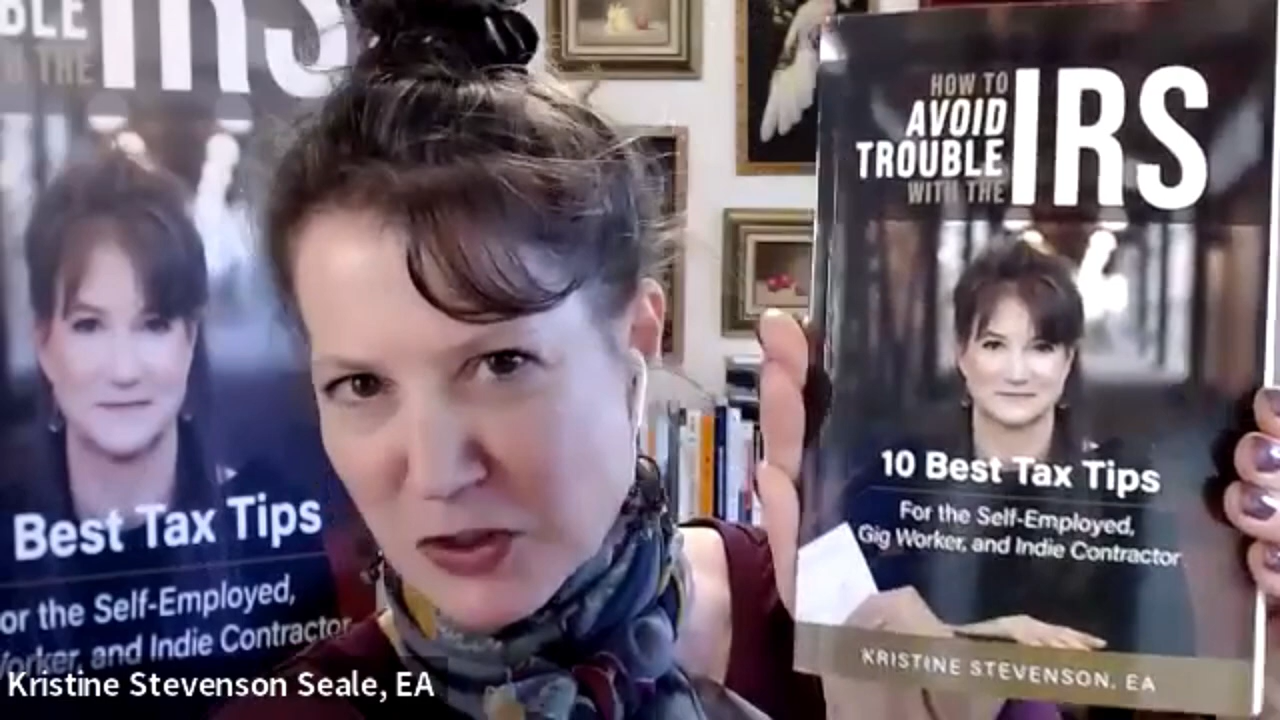 BLE
THE
IRS
Best Tax Tips
or the Self-Employed,
Worker, and Indie Contractor
Kristine Stevenson Seale, EA
HOW TO
AVOID
TROUBLE
WITH THE
IRS
10 Best Tax Tips
For the Self-Employed,
Gig Worker, and Indie Contractor
KRISTINE STEVENSON, EA